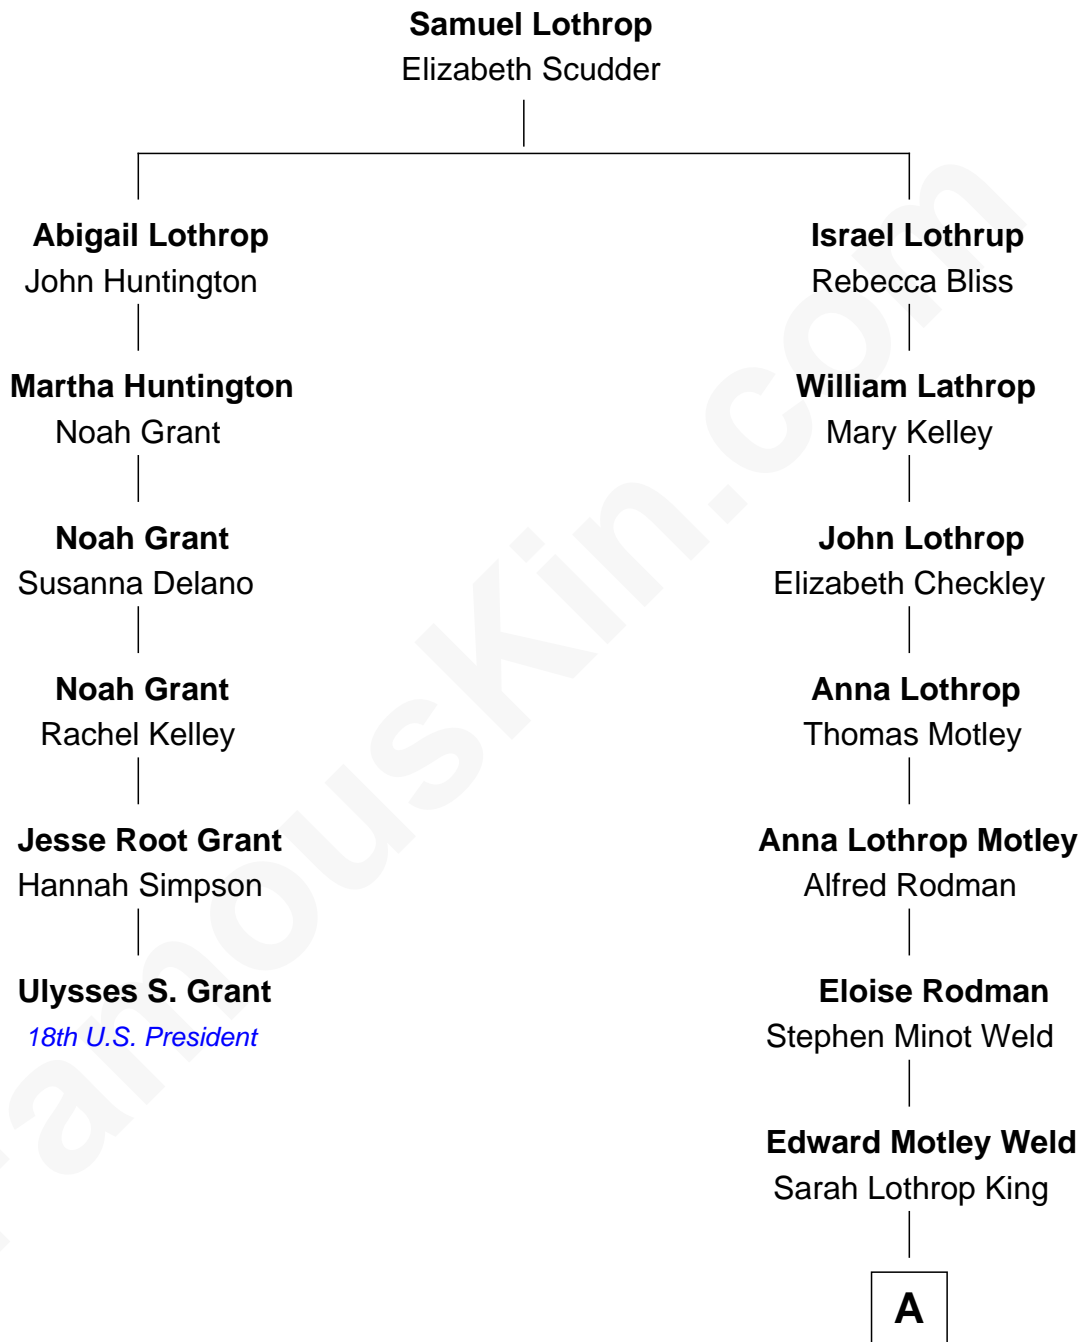 Samuel Lothrop
Elizabeth Scudder
Abigail Lothrop
John Huntington
Israel Lothrup
Rebecca Bliss
Martha Huntington
Noah Grant
William Lathrop
Mary Kelley
Noah Grant
Susanna Delano
John Lothrop
Elizabeth Checkley
Noah Grant
Rachel Kelley
Anna Lothrop
Thomas Motley
Jesse Root Grant
Hannah Simpson
Anna Lothrop Motley
Alfred Rodman
Ulysses S. Grant
18th U.S. President
Eloise Rodman
Stephen Minot Weld
Edward Motley Weld
Sarah Lothrop King
A
FamousKin.com